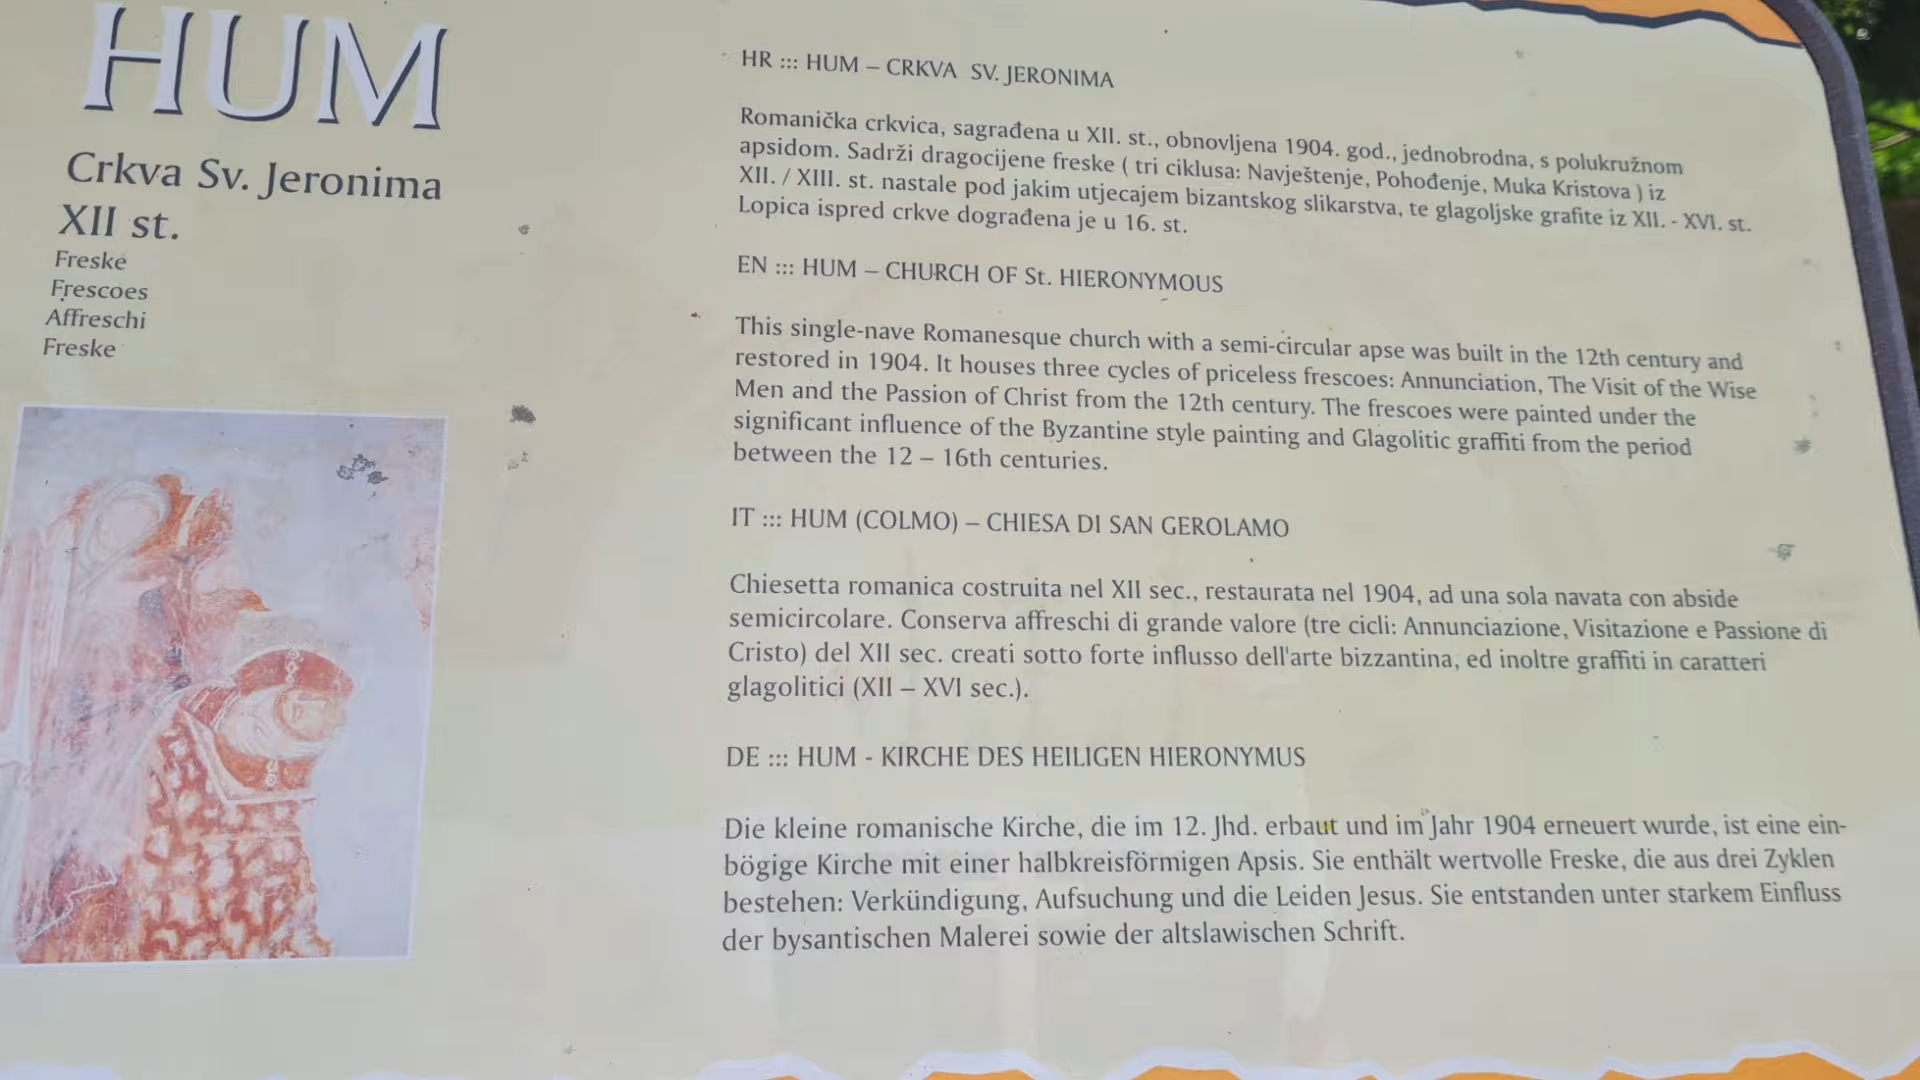 HUM
Crkva Sv. Jeronima
XII st.
Freske
Frescoes
Affreschi
Freske
HR ::: HUM – CRKVA SV. JERONIMA
Romanička crkvica, sagrađena u XII. st., obnovljena 1904. god., jednobrodna, s polukružnom
apsidom. Sadrži dragocijene freske ( tri ciklusa: Navještenje, Pohođenje, Muka Kristova ) iz
XII. / XIII. st. nastale pod jakim utjecajem bizantskog slikarstva, te glagoljske grafite iz XII. - XVI. st.
Lopica ispred crkve dograđena je u 16. st.
EN ::: HUM – CHURCH OF St. HIERONYMOUS
This single-nave Romanesque church with a semi-circular apse was built in the 12th century and
restored in 1904. It houses three cycles of priceless frescoes: Annunciation, The Visit of the Wise
Men and the Passion of Christ from the 12th century. The frescoes were painted under the
significant influence of the Byzantine style painting and Glagolitic graffiti from the period
between the 12 – 16th centuries.
IT ::: HUM (COLMO) – CHIESA DI SAN GEROLAMO
Chiesetta romanica costruita nel XII sec., restaurata nel 1904, ad una sola navata con abside
semicircolare. Conserva affreschi di grande valore (tre cicli: Annunciazione, Visitazione e Passione di
Cristo) del XII sec. creati sotto forte influsso dell'arte bizzantina, ed inoltre graffiti in caratteri
glagolitici (XII – XVI sec.).
DE ::: HUM - KIRCHE DES HEILIGEN HIERONYMUS
Die kleine romanische Kirche, die im 12. Jhd. erbaut und im Jahr 1904 erneuert wurde, ist eine ein-
bögige Kirche mit einer halbkreisförmigen Apsis. Sie enthält wertvolle Freske, die aus drei Zyklen
bestehen: Verkündigung, Aufsuchung und die Leiden Jesus. Sie entstanden unter starkem Einfluss
der bysantischen Malerei sowie der altslawischen Schrift.